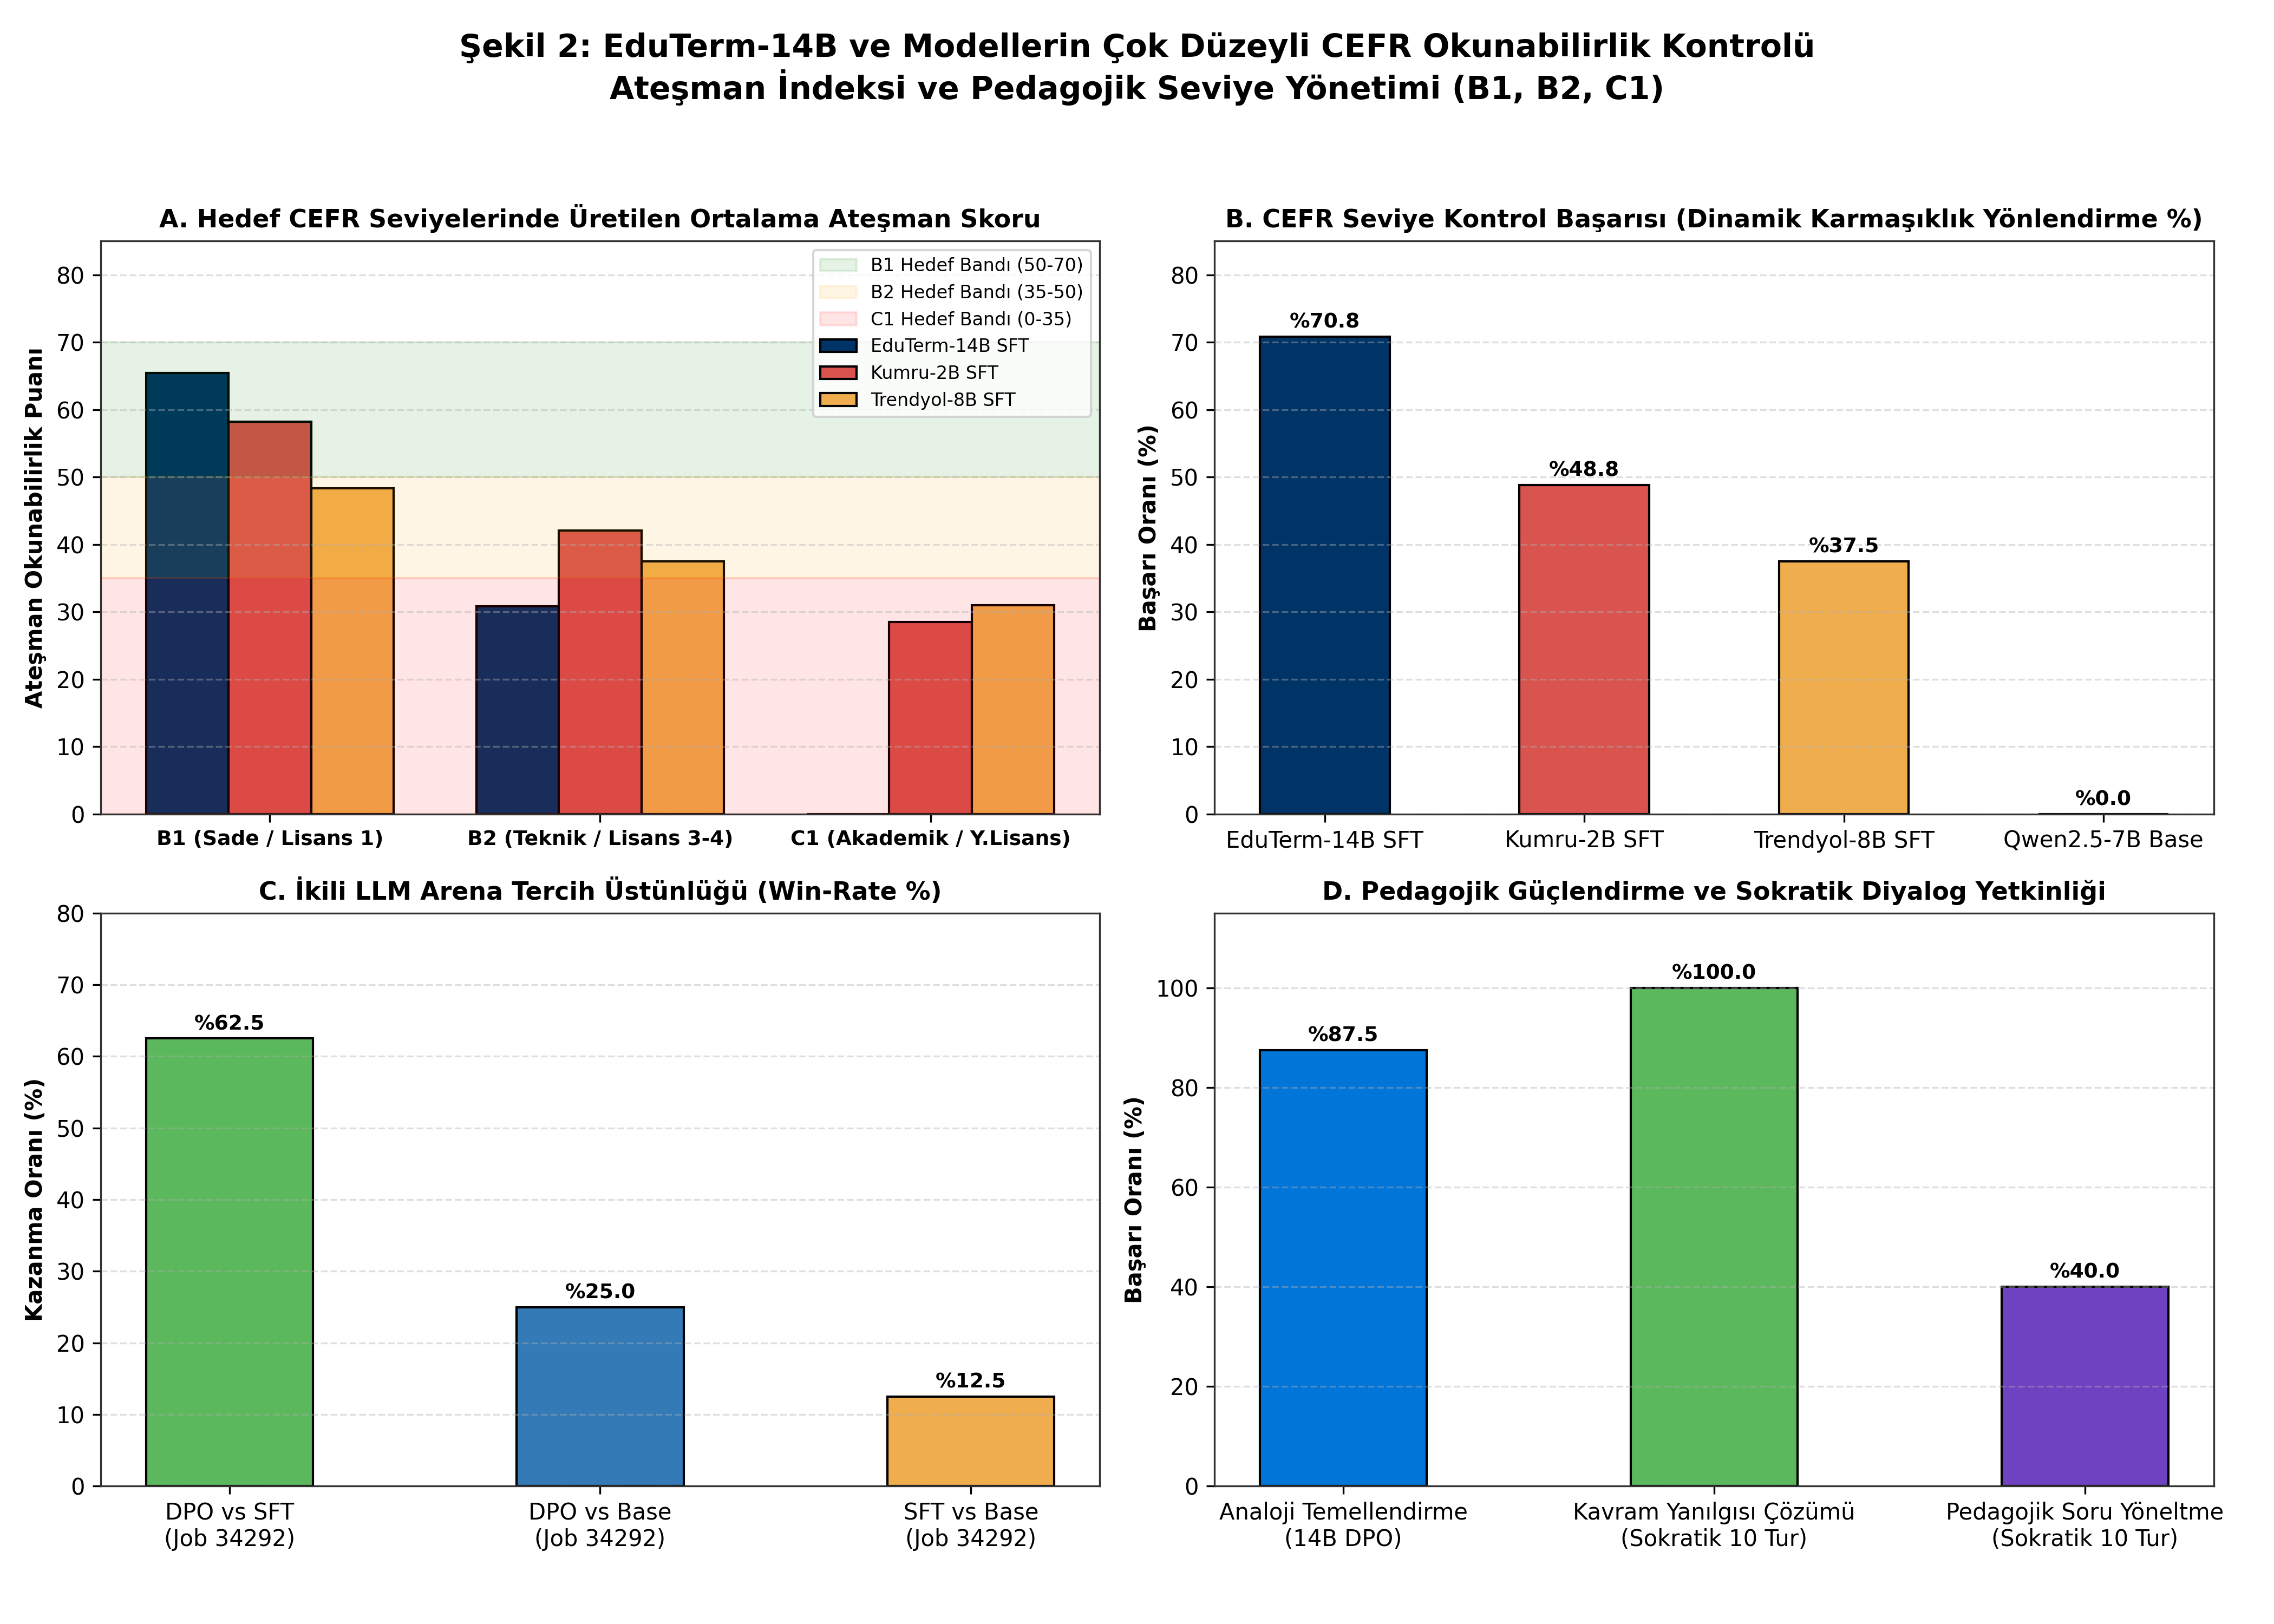 Şekil 2: EduTerm-14B ve Modellerin Çok Düzeyli CEFR Okunabilirlik Kontrolü
Ateşman İndeksi ve Pedagojik Seviye Yönetimi (B1, B2, C1)
A. Hedef CEFR Seviyelerinde Üretilen Ortalama Ateşman Skoru
Ateşman Okunabilirlik Puanı
80
70
60
50
40
30
20
10
0
B1 Hedef Bandı (50-70)
B2 Hedef Bandı (35-50)
C1 Hedef Bandı (0-35)
EduTerm-14B SFT
Kumru-2B SFT
Trendyol-8B SFT
B1 (Sade / Lisans 1)
B2 (Teknik / Lisans 3-4)
C1 (Akademik / Y.Lisans)
B. CEFR Seviye Kontrol Başarısı (Dinamik Karmaşıklık Yönlendirme %)
Başarı Oranı (%)
80
70
60
50
40
30
20
10
0
%70.8
%48.8
%37.5
%0.0
EduTerm-14B SFT
Kumru-2B SFT
Trendyol-8B SFT
Qwen2.5-7B Base
C. İkili LLM Arena Tercih Üstünlüğü (Win-Rate %)
Kazanma Oranı (%)
80
70
60
50
40
30
20
10
0
%62.5
%25.0
%12.5
DPO vs SFT
(Job 34292)
DPO vs Base
(Job 34292)
SFT vs Base
(Job 34292)
D. Pedagojik Güçlendirme ve Sokratik Diyalog Yetkinliği
Başarı Oranı (%)
100
80
60
40
20
0
%87.5
%100.0
%40.0
Analoji Temellendirme
(14B DPO)
Kavram Yanılgısı Çözümü
(Sokratik 10 Tur)
Pedagojik Soru Yöneltme
(Sokratik 10 Tur)